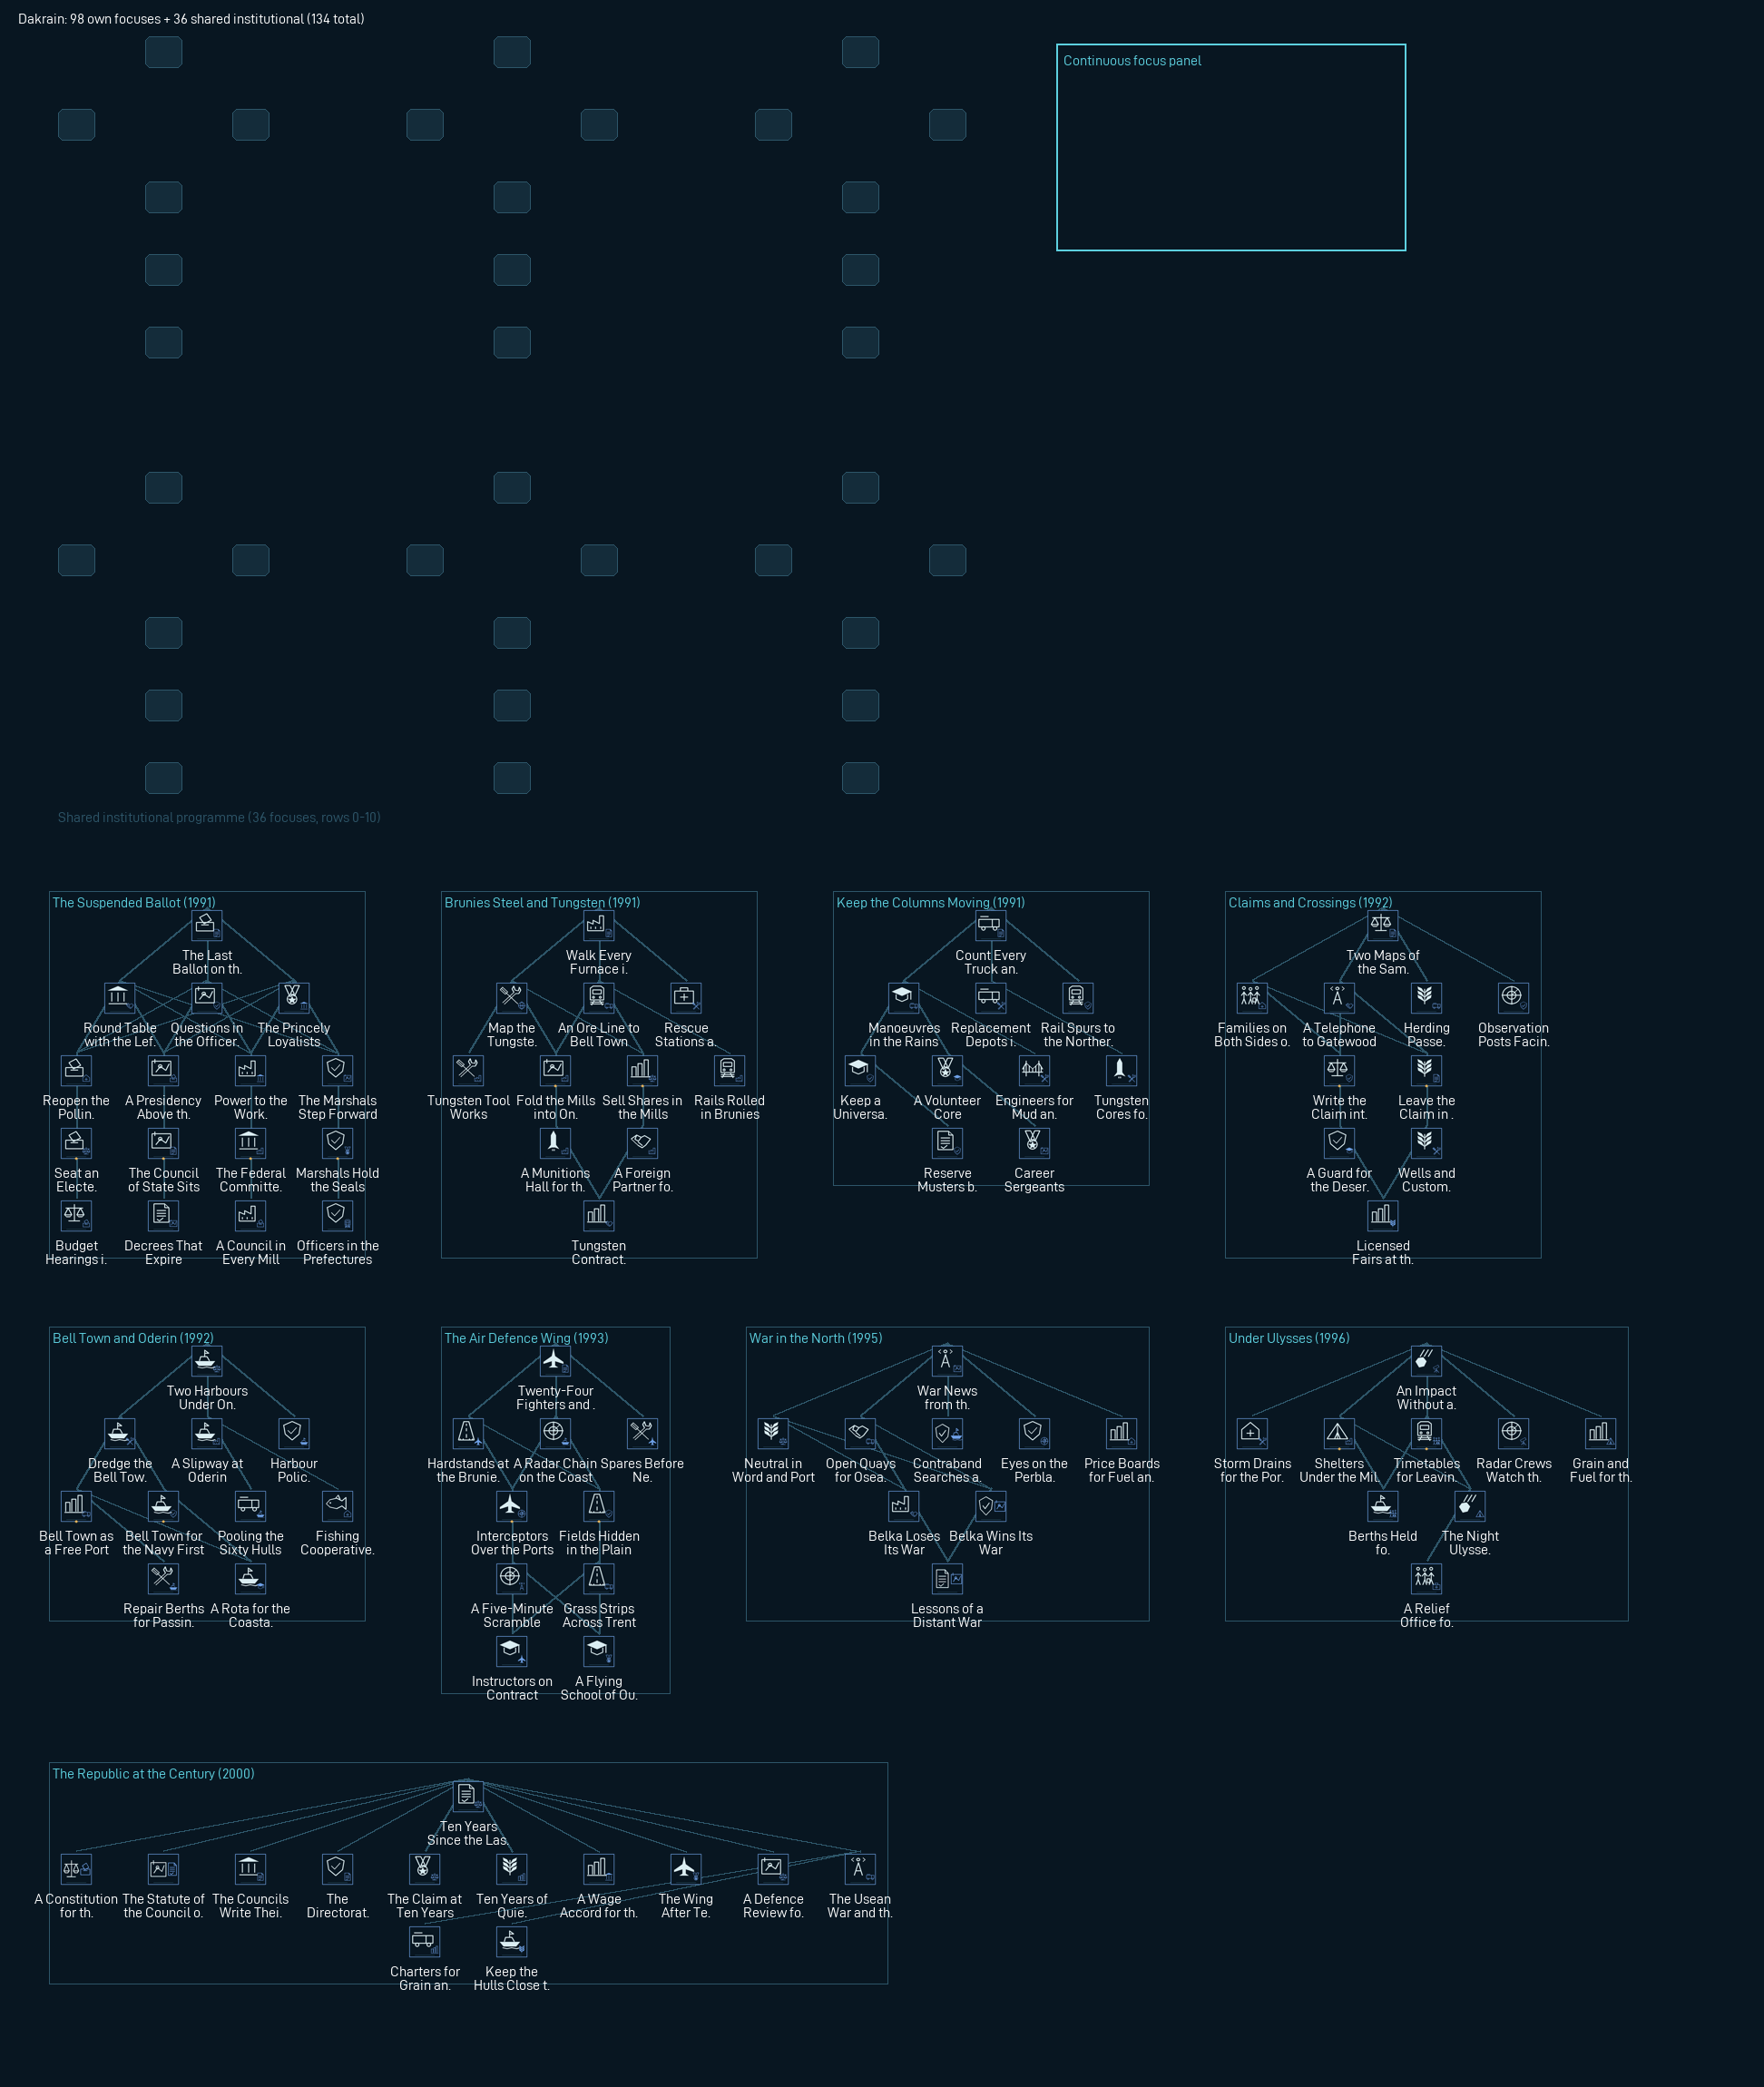 Dakrain: 98 own focuses + 36 shared institutional (134 total)
Continuous focus panel
Shared institutional programme (36 focuses, rows 0-10)
The Suspended Ballot (1991)
The Last
Ballot on th.
Round Table
with the Lef.
Questions in
the Officer.
The Princely
Loyalists
Reopen the
Pollin.
A Presidency
Above th.
Power to the
Work.
The Marshals
Step Forward
Seat an
Electe.
The Council
of State Sits
The Federal
Committe.
Marshals Hold
the Seals
Budget
Hearings i.
Decrees That
Expire
A Council in
Every Mill
Officers in the
Prefectures
Brunies Steel and Tungsten (1991)
Walk Every
Furnace i.
Map the
Tungste.
An Ore Line to
Bell Town
Rescue
Stations a.
Tungsten Tool
Works
Fold the Mills
into On.
Sell Shares in
the Mills
Rails Rolled
in Brunies
A Munitions
Hall for th.
A Foreign
Partner fo.
Tungsten
Contract.
Keep the Columns Moving (1991)
Count Every
Truck an.
Manoeuvres
in the Rains
Replacement
Depots i.
Rail Spurs to
the Norther.
Keep a
Universa.
A Volunteer
Core
Engineers for
Mud an.
Tungsten
Cores fo.
Reserve
Musters b.
Career
Sergeants
Claims and Crossings (1992)
Two Maps of
the Sam.
Families on
Both Sides o.
A Telephone
to Gatewood
Herding
Passe.
Observation
Posts Facin.
Write the
Claim int.
Leave the
Claim in .
A Guard for
the Deser.
Wells and
Custom.
Licensed
Fairs at th.
Bell Town and Oderin (1992)
Two Harbours
Under On.
Dredge the
Bell Tow.
A Slipway at
Oderin
Harbour
Polic.
Bell Town as
a Free Port
Bell Town for
the Navy First
Pooling the
Sixty Hulls
Fishing
Cooperative.
Repair Berths
for Passin.
A Rota for the
Coasta.
The Air Defence Wing (1993)
Twenty-Four
Fighters and .
Hardstands at
the Brunie.
A Radar Chain
on the Coast
Spares Before
Ne.
Interceptors
Over the Ports
Fields Hidden
in the Plain
A Five-Minute
Scramble
Grass Strips
Across Trent
Instructors on
Contract
A Flying
School of Ou.
War in the North (1995)
War News
from th.
Neutral in
Word and Port
Open Quays
for Osea.
Contraband
Searches a.
Eyes on the
Perbla.
Price Boards
for Fuel an.
Belka Loses
Its War
Belka Wins Its
War
Lessons of a
Distant War
Under Ulysses (1996)
An Impact
Without a.
Storm Drains
for the Por.
Shelters
Under the Mil.
Timetables
for Leavin.
Radar Crews
Watch th.
Grain and
Fuel for th.
Berths Held
fo.
The Night
Ulysse.
A Relief
Office fo.
The Republic at the Century (2000)
Ten Years
Since the Las.
A Constitution
for th.
The Statute of
the Council o.
The Councils
Write Thei.
The
Directorat.
The Claim at
Ten Years
Ten Years of
Quie.
A Wage
Accord for th.
The Wing
After Te.
A Defence
Review fo.
The Usean
War and th.
Charters for
Grain an.
Keep the
Hulls Close t.